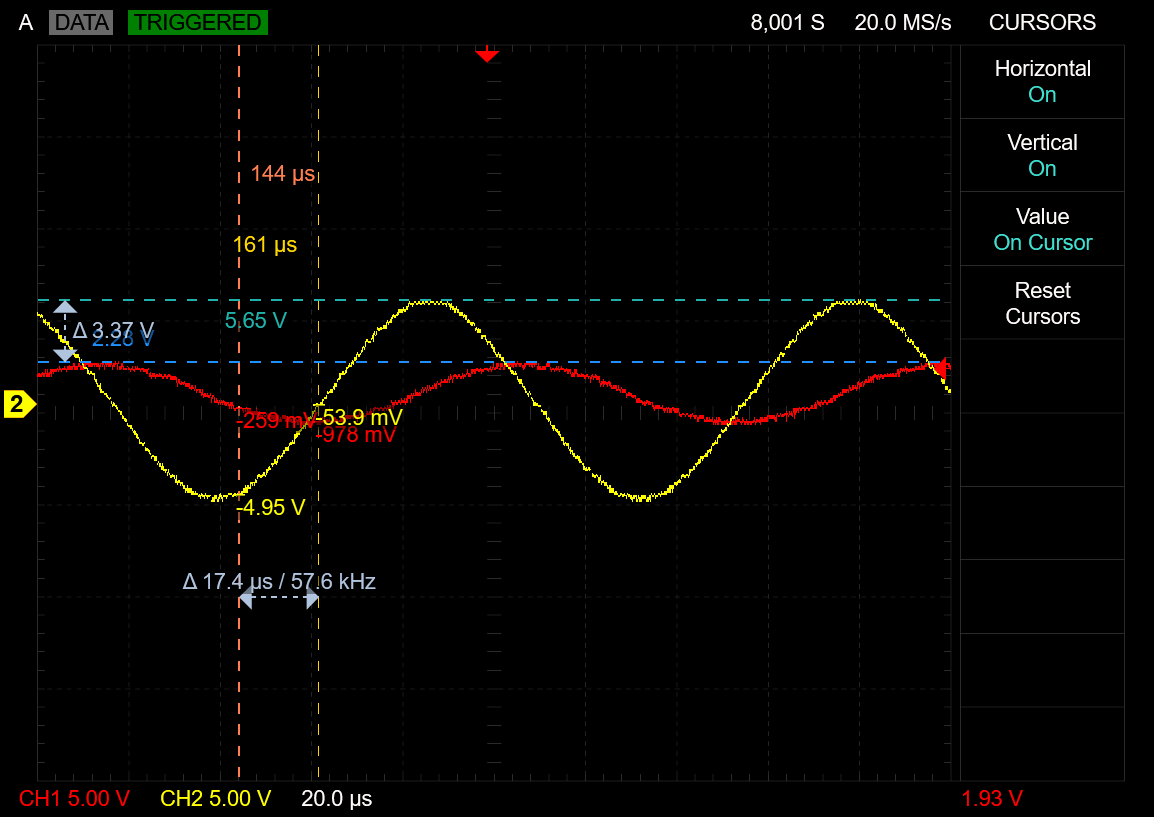 A DATA TRIGGERED 8,001 S 20.0 MS/s CURSORS
Horizontal
On
Vertical
On
Value
On Cursor
Reset
Cursors
144 µs
161 µs
5.65 V
Δ 3.37 V
2.28 V
-259 mV
-53.9 mV
-978 mV
-4.95 V
Δ 17.4 µs / 57.6 kHz
2
CH1 5.00 V CH2 5.00 V 20.0 µs 1.93 V